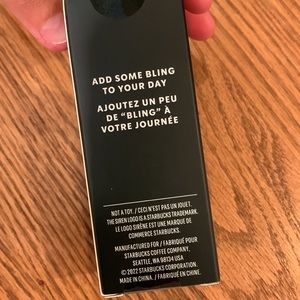 ADD SOME BLING
TO YOUR DAY
AJOUTEZ UN PEU
DE “BLING” À
VOTRE JOURNÉE
NOT A TOY. / CECI N'EST PAS UN JOUET.
THE SIREN LOGO IS A STARBUCKS TRADEMARK.
LE LOGO SIRÈNE EST UNE MARQUE DE
COMMERCE STARBUCKS.
MANUFACTURED FOR / FABRIQUÉ POUR
STARBUCKS COFFEE COMPANY,
SEATTLE, WA 98134 USA
© 2022 STARBUCKS CORPORATION.
MADE IN CHINA. / FABRIQUÉ EN CHINE.